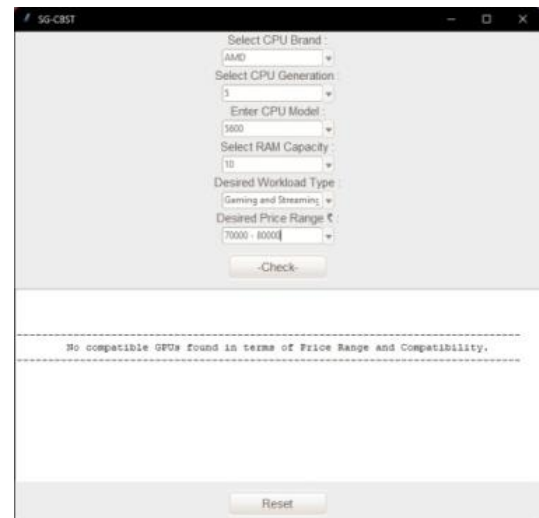 SG-CBST
Select CPU Brand :
AMD
Select CPU Generation :
5
Enter CPU Model :
5600
Select RAM Capacity :
10
Desired Workload Type :
Gaming and Streaming
Desired Price Range ₹ :
70000 - 80000
-Check-
--------------------------------------------------------------------------------
No compatible GPUs found in terms of Price Range and Compatibility.
--------------------------------------------------------------------------------
Reset